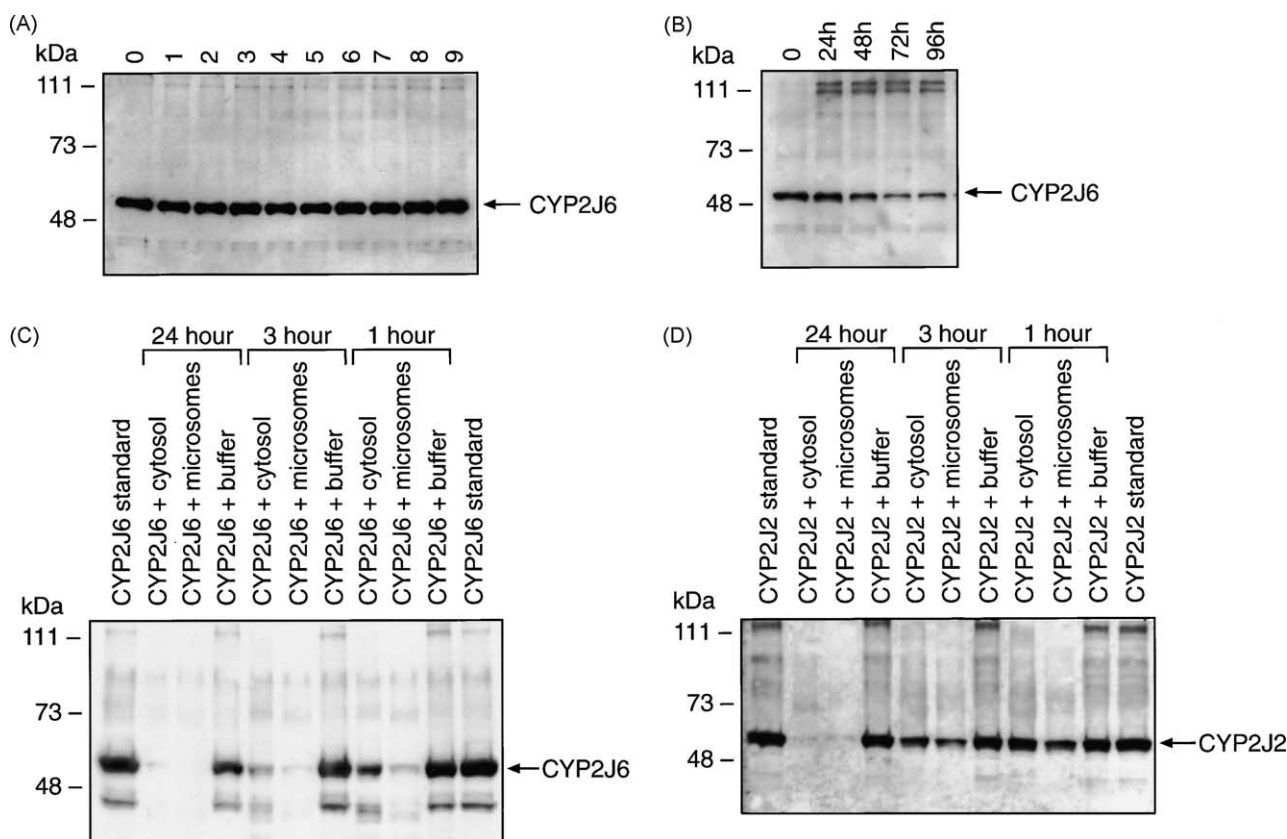 (A)
kDa
0 1 2 3 4 5 6 7 8 9
111
73
48
CYP2J6
(B)
kDa
0 24h 48h 72h 96h
111
73
48
CYP2J6
(C)
24 hour 3 hour 1 hour
CYP2J6 standard
CYP2J6 + cytosol
CYP2J6 + microsomes
CYP2J6 + buffer
CYP2J6 + cytosol
CYP2J6 + microsomes
CYP2J6 + buffer
CYP2J6 + cytosol
CYP2J6 + microsomes
CYP2J6 + buffer
CYP2J6 standard
kDa
111
73
48
CYP2J6
(D)
24 hour 3 hour 1 hour
CYP2J2 standard
CYP2J2 + cytosol
CYP2J2 + microsomes
CYP2J2 + buffer
CYP2J2 + cytosol
CYP2J2 + microsomes
CYP2J2 + buffer
CYP2J2 + cytosol
CYP2J2 + microsomes
CYP2J2 + buffer
CYP2J2 standard
kDa
111
73
48
CYP2J2